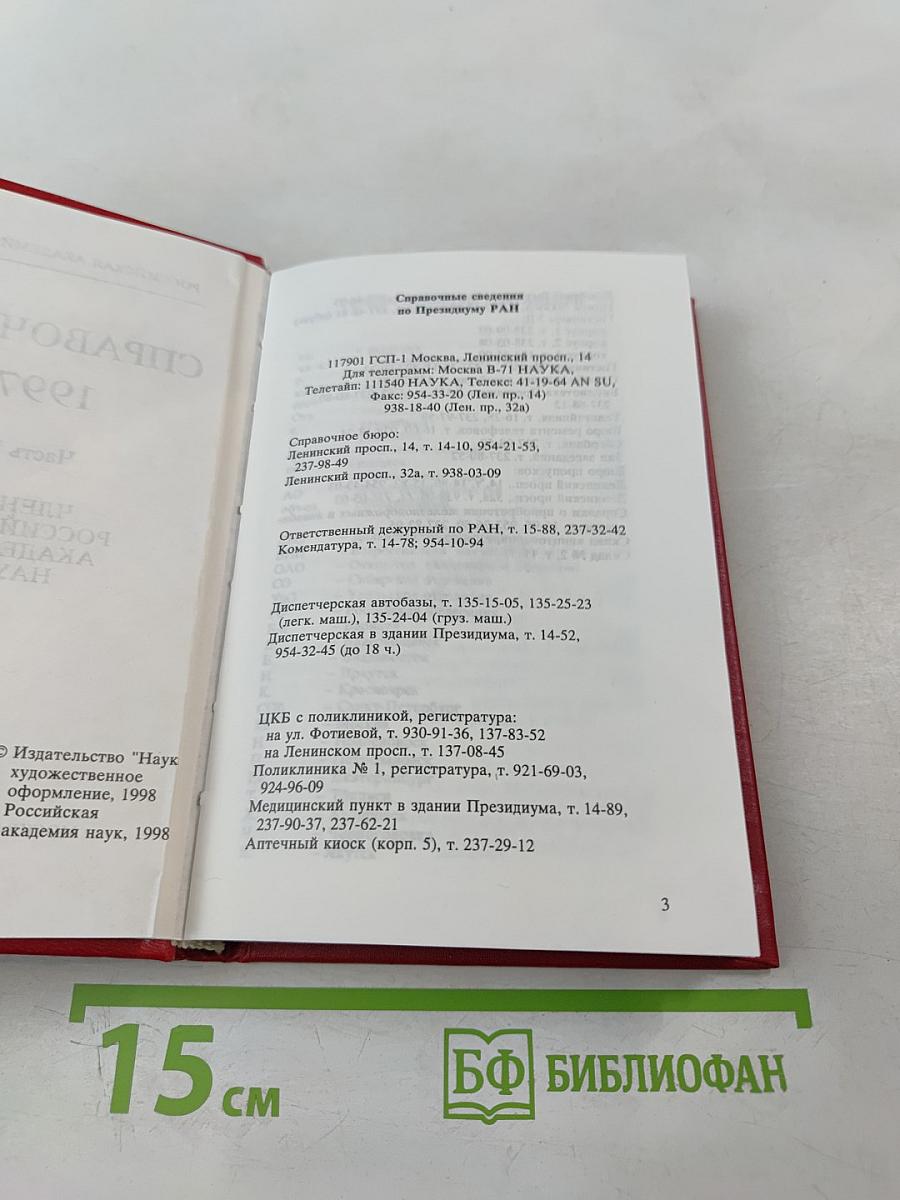 © Издательство "Наук
художественное
оформление, 1998
Российская
академия наук, 1998
Справочные сведения
по Президиуму РАН
117901 ГСП-1 Москва, Ленинский просп., 14
Для телеграмм: Москва В-71 НАУКА,
Телетайп: 111540 НАУКА, Телекс: 41-19-64 AN SU,
Факс: 954-33-20 (Лен. пр., 14)
938-18-40 (Лен. пр., 32а)
Справочное бюро:
Ленинский просп., 14, т. 14-10, 954-21-53,
237-98-49
Ленинский просп., 32а, т. 938-03-09
Ответственный дежурный по РАН, т. 15-88, 237-32-42
Комендатура, т. 14-78; 954-10-94
Диспетчерская автобазы, т. 135-15-05, 135-25-23
(легк. маш.), 135-24-04 (груз. маш.)
Диспетчерская в здании Президиума, т. 14-52,
954-32-45 (до 18 ч.)
ЦКБ с поликлиникой, регистратура:
на ул. Фотиевой, т. 930-91-36, 137-83-52
на Ленинском просп., т. 137-08-45
Поликлиника № 1, регистратура, т. 921-69-03,
924-96-09
Медицинский пункт в здании Президиума, т. 14-89,
237-90-37, 237-62-21
Аптечный киоск (корп. 5), т. 237-29-12
3
15 см
БФ БИБЛИОФАН